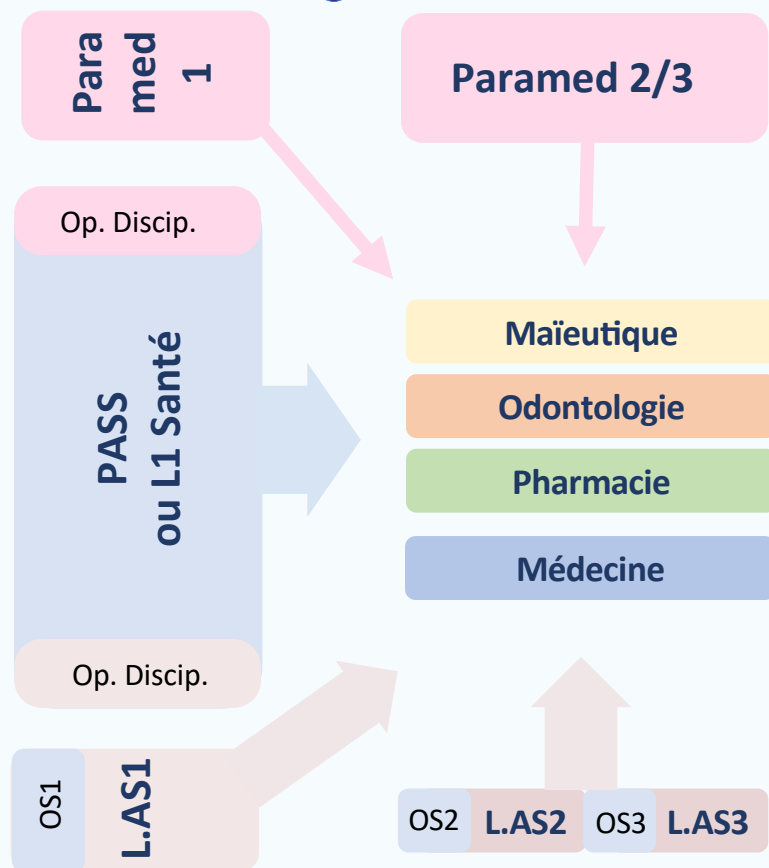 Para
med
1
Paramed 2/3
Op. Discip.
PASS
ou L1 Santé
Op. Discip.
Maïeutique
Odontologie
Pharmacie
Médecine
OS1
L.AS1
OS2
L.AS2
OS3
L.AS3